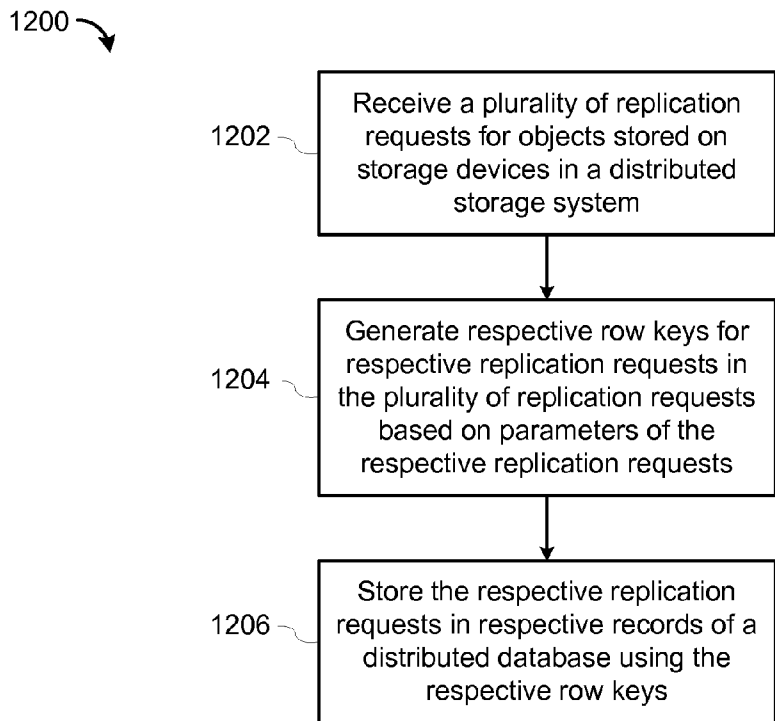 1200
Receive a plurality of replication
1202
requests for objects stored on
storage devices in a distributed
storage system
Generate respective row keys for
respective replication requests in
1204
the plurality of replication requests
based on parameters of the
respective replication requests
Store the respective replication
1206
requests in respective records of a
distributed database using the
respective row keys